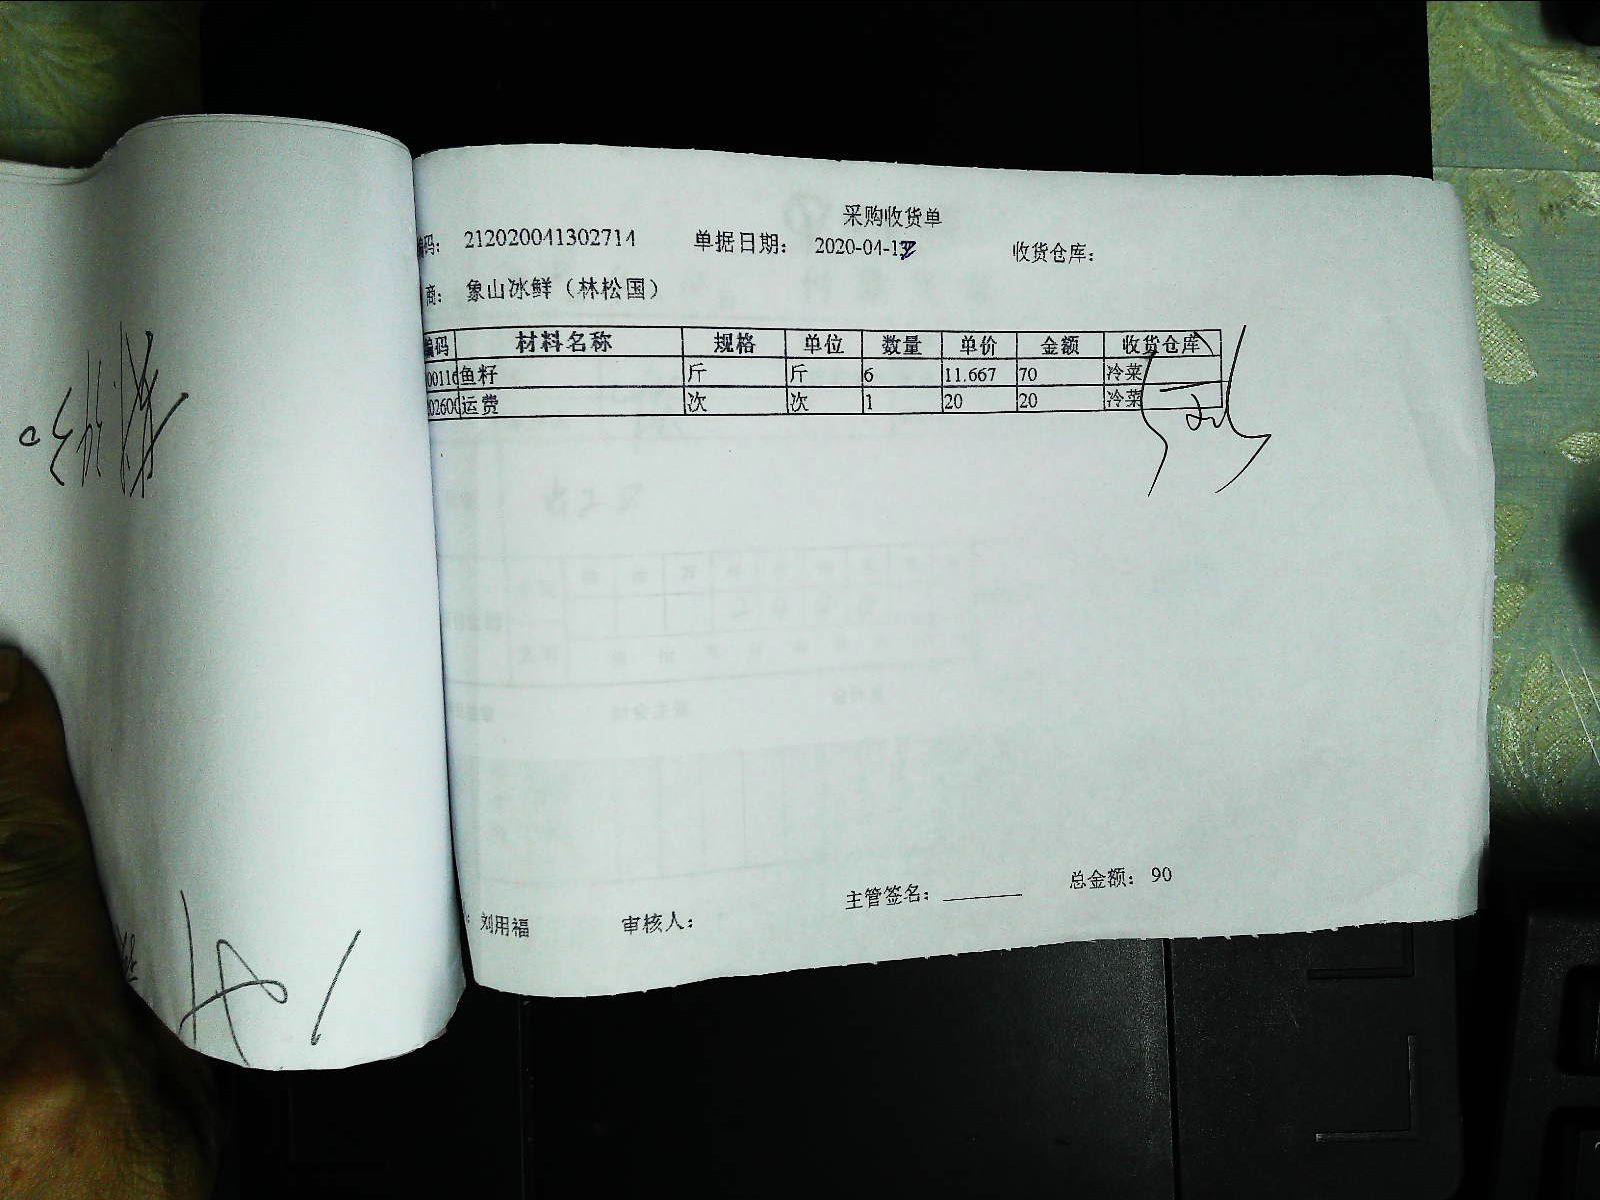 采购收货单
编码: 212020041302714 单据日期: 2020-04-1 收货仓库:
商: 象山冰鲜（林松国）
编码 材料名称 规格 单位 数量 单价 金额 收货仓库
00116 鱼籽 斤 斤 6 11.667 70 冷菜
02600 运费 次 次 1 20 20 冷菜
刘用福 审核人: 主管签名: 总金额: 90